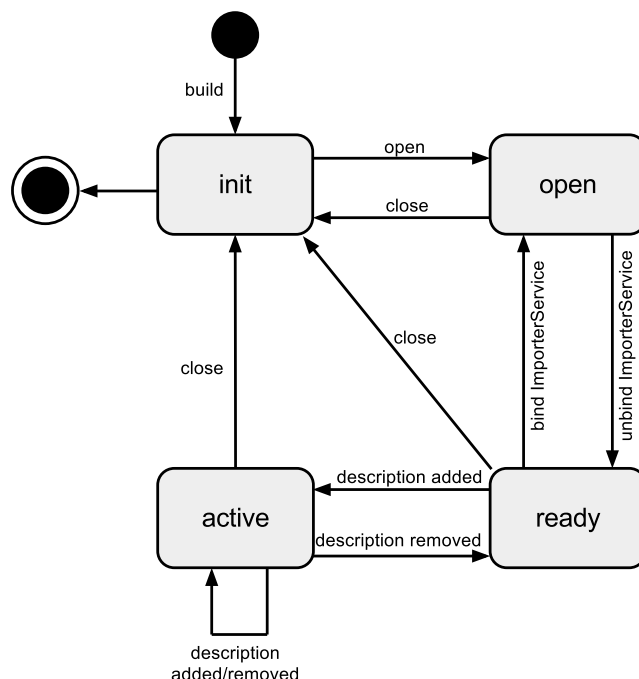 build
init
open
open
close
close
close
bind ImporterService
unbind ImporterService
description added
active
ready
description removed
description
added/removed